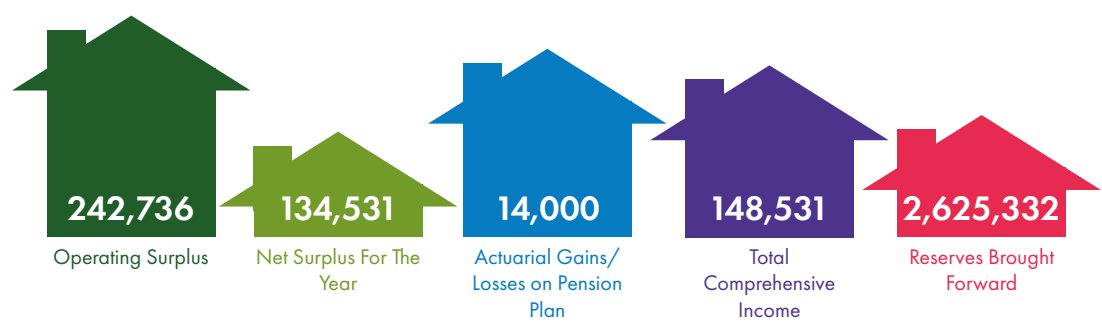 242,736
Operating Surplus
134,531
Net Surplus For The
Year
14,000
Actuarial Gains/
Losses on Pension
Plan
148,531
Total
Comprehensive
Income
2,625,332
Reserves Brought
Forward